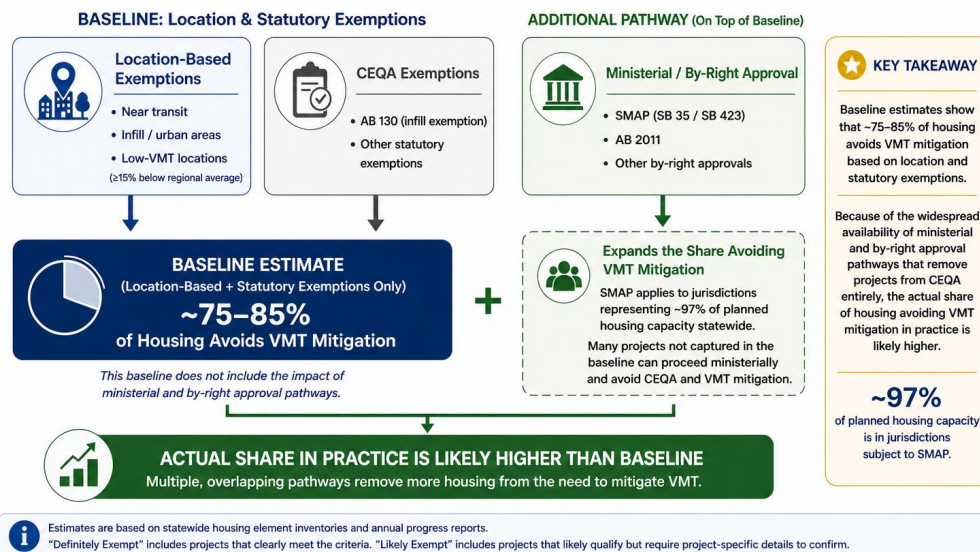 BASELINE: Location & Statutory Exemptions
Location-Based
Exemptions
• Near transit
• Infill / urban areas
• Low-VMT locations
(≥15% below regional average)
CEQA Exemptions
• AB 130 (infill exemption)
• Other statutory
exemptions
ADDITIONAL PATHWAY (On Top of Baseline)
Ministerial / By-Right Approval
• SMAP (SB 35 / SB 423)
• AB 2011
• Other by-right approvals
BASELINE ESTIMATE
(Location-Based + Statutory Exemptions Only)
~75–85%
of Housing Avoids VMT Mitigation
This baseline does not include the impact of
ministerial and by-right approval pathways.
+
Expands the Share Avoiding
VMT Mitigation
SMAP applies to jurisdictions
representing ~97% of planned
housing capacity statewide.
Many projects not captured in the
baseline can proceed ministerially
and avoid CEQA and VMT mitigation.
ACTUAL SHARE IN PRACTICE IS LIKELY HIGHER THAN BASELINE
Multiple, overlapping pathways remove more housing from the need to mitigate VMT.
KEY TAKEAWAY
Baseline estimates show
that ~75–85% of housing
avoids VMT mitigation
based on location and
statutory exemptions.
Because of the widespread
availability of ministerial
and by-right approval
pathways that remove
projects from CEQA
entirely, the actual share
of housing avoiding VMT
mitigation in practice is
likely higher.
~97%
of planned housing capacity
is in jurisdictions
subject to SMAP.
i
Estimates are based on statewide housing element inventories and annual progress reports.
“Definitely Exempt” includes projects that clearly meet the criteria. “Likely Exempt” includes projects that likely qualify but require project-specific details to confirm.